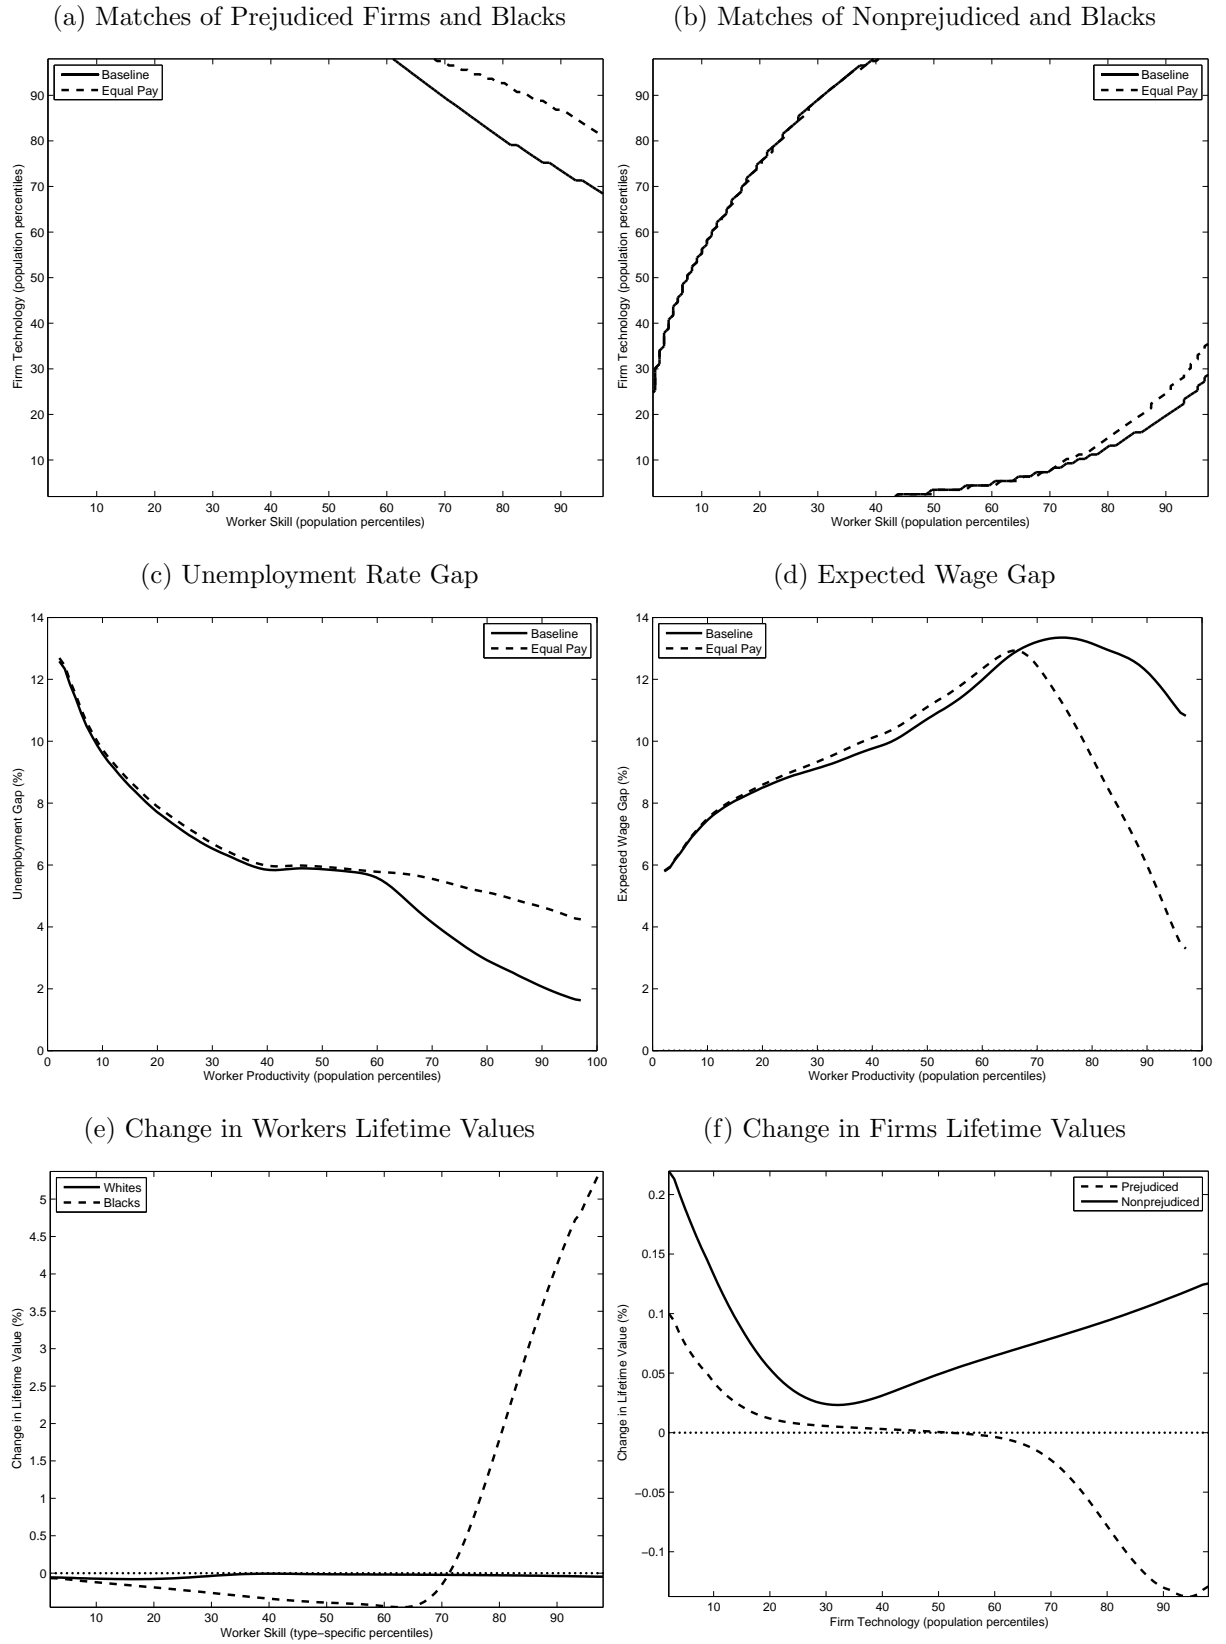 (a) Matches of Prejudiced Firms and Blacks
Baseline
Equal Pay
90
80
70
60
50
40
30
20
10
Firm Technology (population percentiles)
10 20 30 40 50 60 70 80 90
Worker Skill (population percentiles)
(b) Matches of Nonprejudiced and Blacks
Baseline
Equal Pay
90
80
70
60
50
40
30
20
10
Firm Technology (population percentiles)
10 20 30 40 50 60 70 80 90
Worker Skill (population percentiles)
(c) Unemployment Rate Gap
Baseline
Equal Pay
14
12
10
8
6
4
2
0
Unemployment Gap (%)
0 10 20 30 40 50 60 70 80 90 100
Worker Productivity (population percentiles)
(d) Expected Wage Gap
Baseline
Equal Pay
14
12
10
8
6
4
2
0
Expected Wage Gap (%)
0 10 20 30 40 50 60 70 80 90 100
Worker Productivity (population percentiles)
(e) Change in Workers Lifetime Values
Whites
Blacks
5
4.5
4
3.5
3
2.5
2
1.5
1
0.5
0
Change in Lifetime Value (%)
10 20 30 40 50 60 70 80 90
Worker Skill (type−specific percentiles)
(f) Change in Firms Lifetime Values
Prejudiced
Nonprejudiced
0.2
0.15
0.1
0.05
0
−0.05
−0.1
Change in Lifetime Value (%)
10 20 30 40 50 60 70 80 90
Firm Technology (population percentiles)